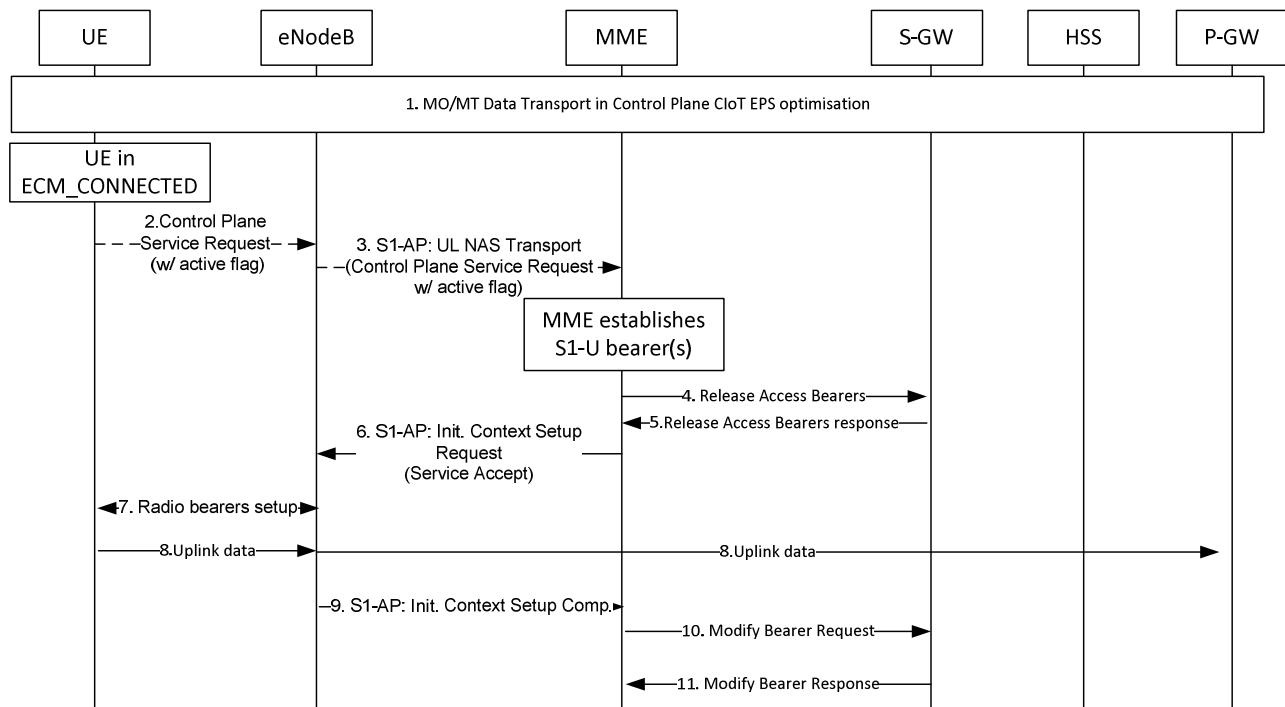 UE
eNodeB
MME
S-GW
HSS
P-GW
1. MO/MT Data Transport in Control Plane CIoT EPS optimisation
UE in
ECM_CONNECTED
2.Control Plane
Service Request
(w/ active flag)
3. S1-AP: UL NAS Transport
(Control Plane Service Request
w/ active flag)
MME establishes
S1-U bearer(s)
4. Release Access Bearers
5.Release Access Bearers response
6. S1-AP: Init. Context Setup
Request
(Service Accept)
7. Radio bearers setup
8.Uplink data
8.Uplink data
9. S1-AP: Init. Context Setup Comp.
10. Modify Bearer Request
11. Modify Bearer Response